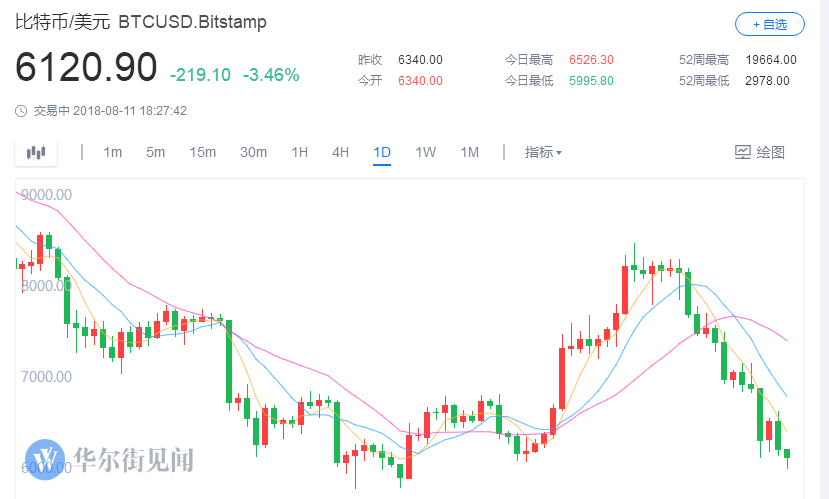 比特币/美元 BTCUSD.Bitstamp
+ 自选
6120.90 -219.10 -3.46%
昨收 6340.00 今日最高 6526.30 52周最高 19664.00
今开 6340.00 今日最低 5995.80 52周最低 2978.00
交易中 2018-08-11 18:27:42
1m 5m 15m 30m 1H 4H 1D 1W 1M 指标 绘图
9000.00
8000.00
7000.00
6000.00
华尔街见闻